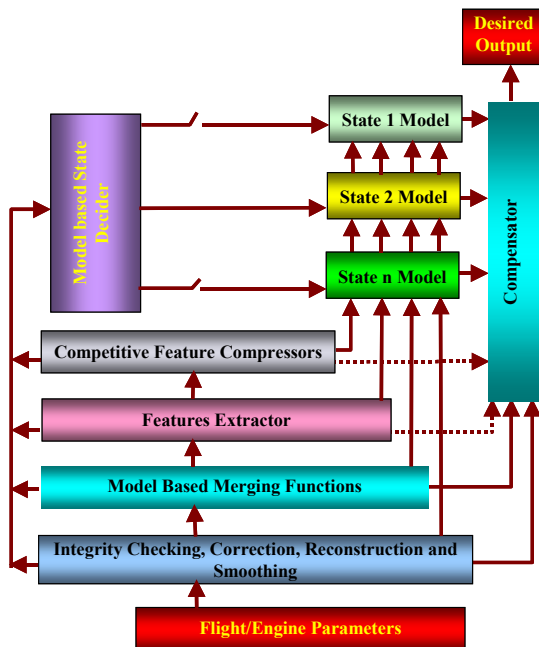 Desired
Output
State 1 Model
Model based State
Decider
State 2 Model
Compensator
State n Model
Competitive Feature Compressors
Features Extractor
Model Based Merging Functions
Integrity Checking, Correction, Reconstruction and
Smoothing
Flight/Engine Parameters